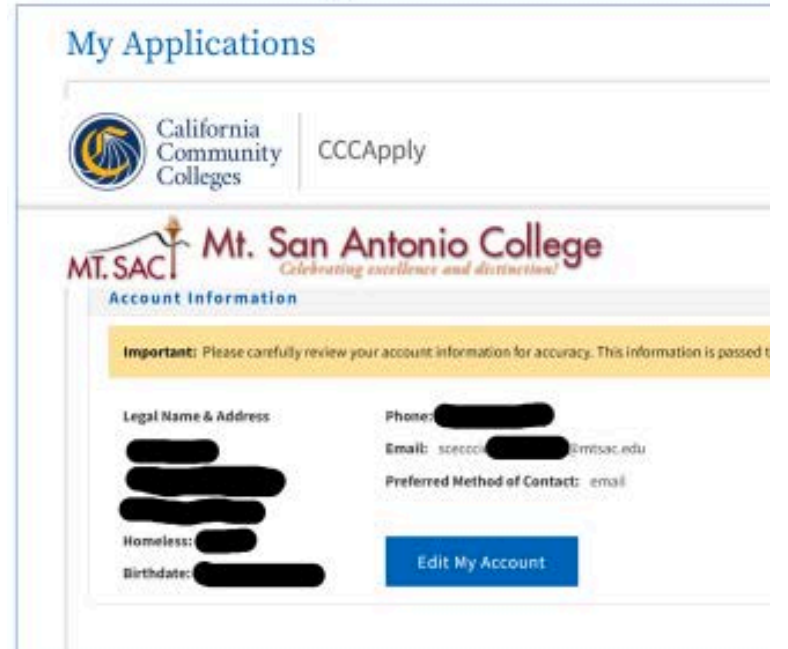 My Applications
California
Community
Colleges
CCCApply
MT. SAC
Mt. San Antonio College
Celebrating excellence and distinction!
Account Information
Important: Please carefully review your account information for accuracy. This information is passed t
Legal Name & Address
Phone:
Email: @mtsac.edu
Preferred Method of Contact: email
Homeless:
Birthdate:
Edit My Account